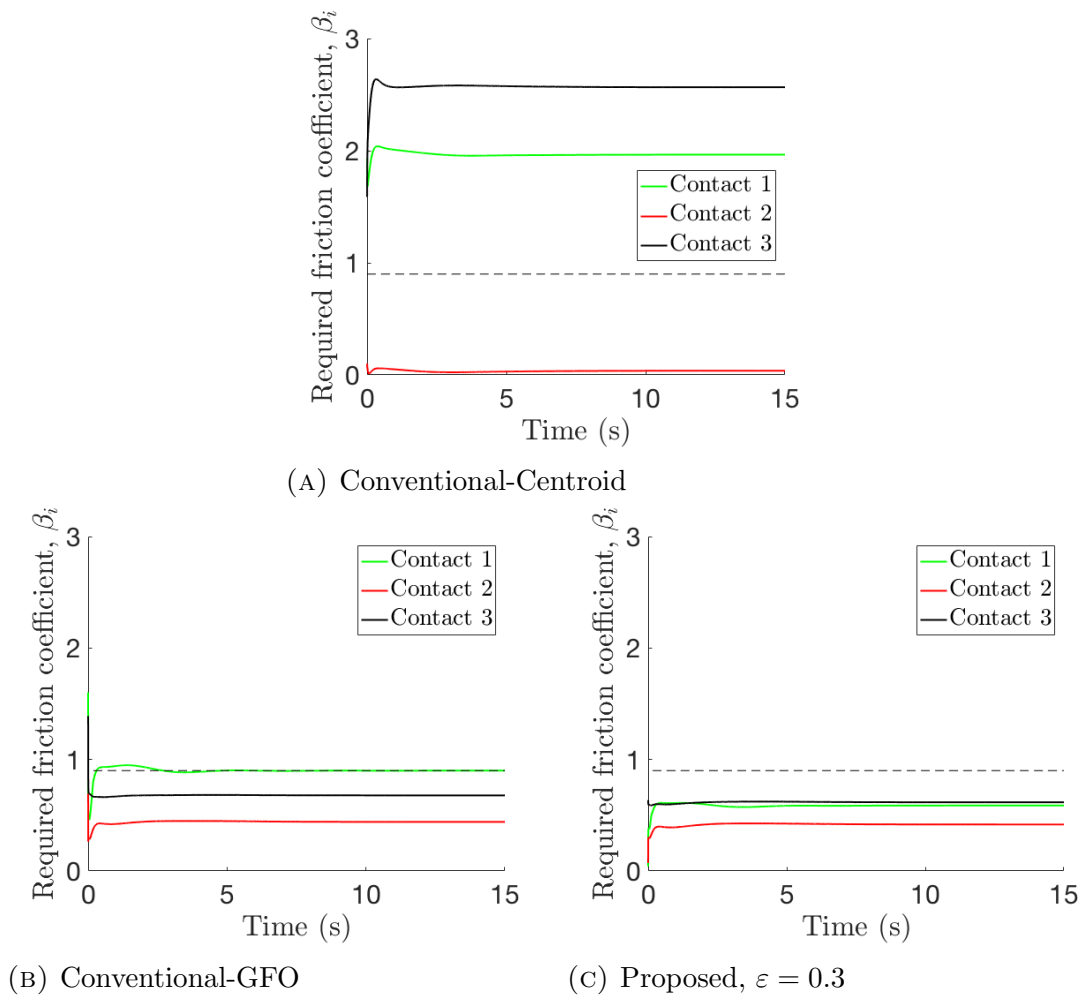 3
2
1
0
0
5
10
15
Required friction coefficient, βᵢ
Time (s)
Contact 1
Contact 2
Contact 3
(A) Conventional-Centroid
3
2
1
0
0
5
10
15
Required friction coefficient, βᵢ
Time (s)
Contact 1
Contact 2
Contact 3
(B) Conventional-GFO
3
2
1
0
0
5
10
15
Required friction coefficient, βᵢ
Time (s)
Contact 1
Contact 2
Contact 3
(C) Proposed, ε = 0.3